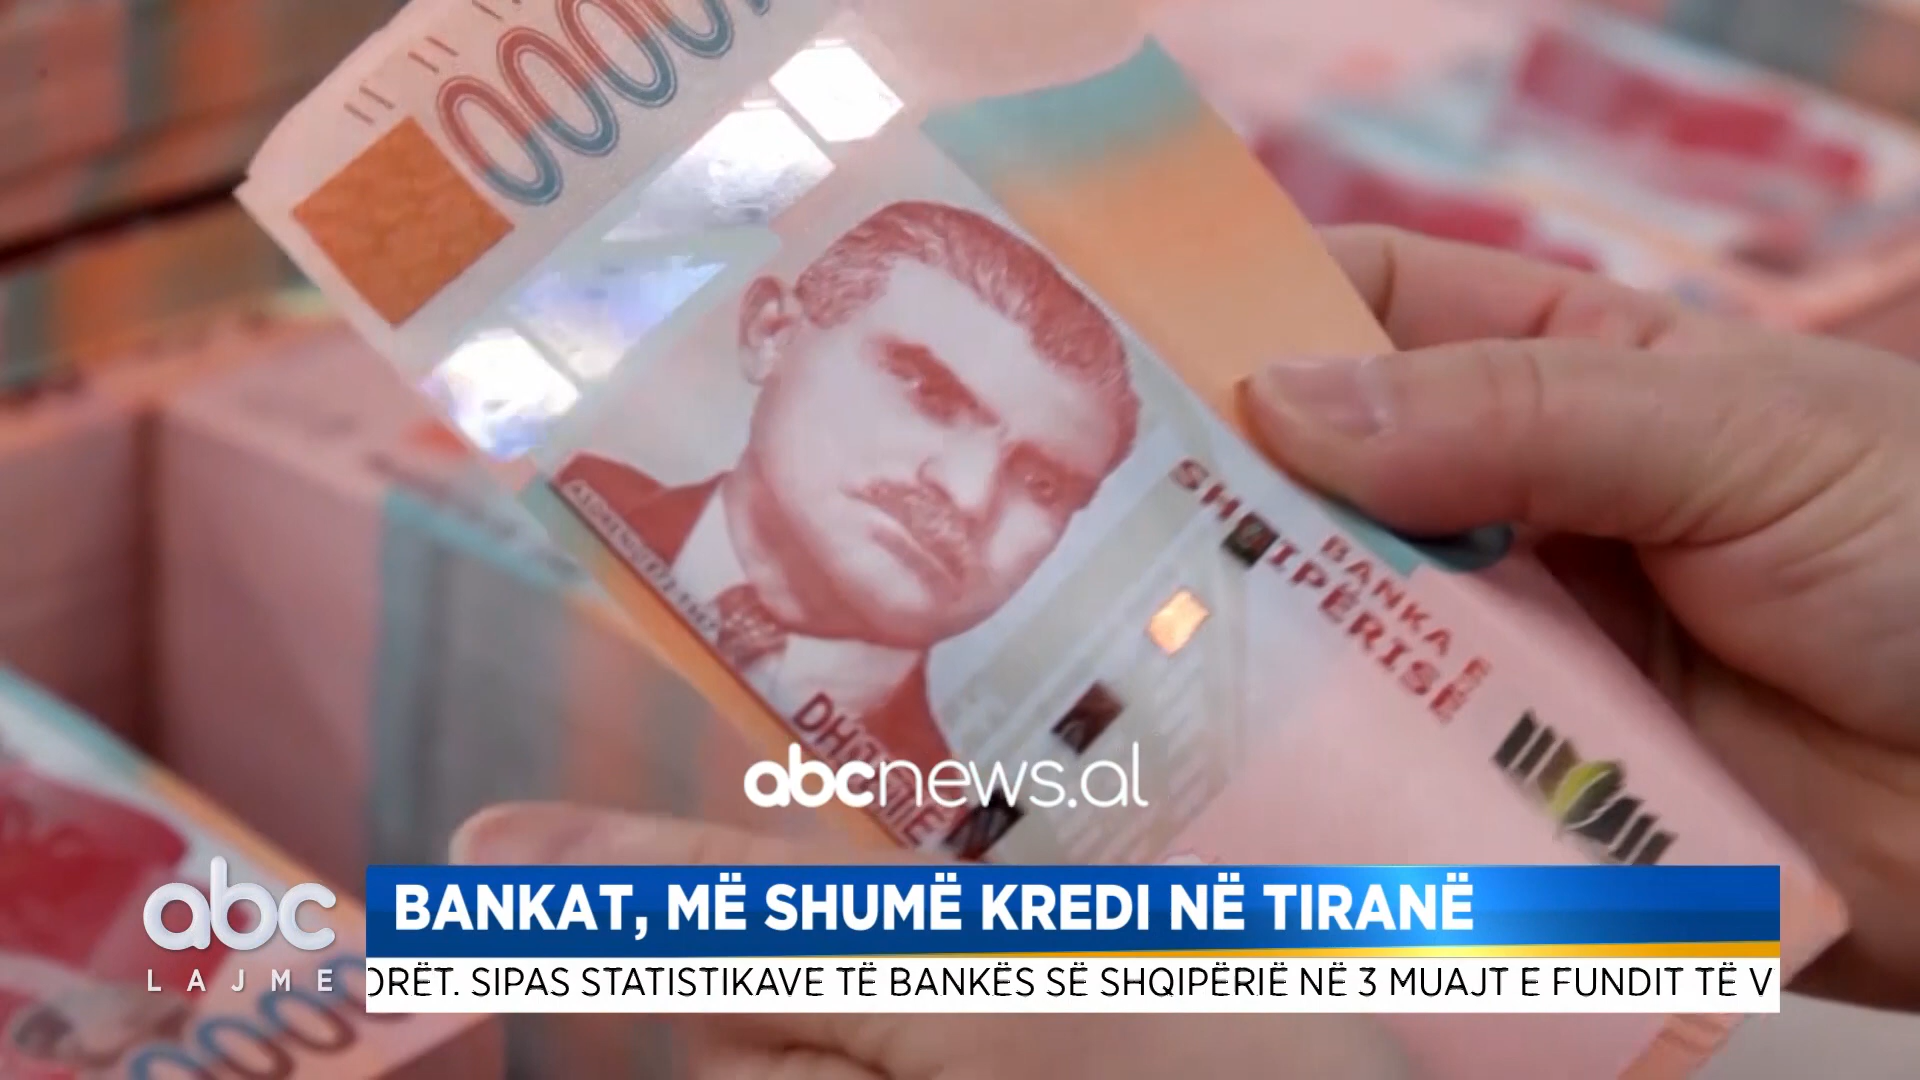 0000
BANKA E
SHQIPËRISË
abcnews.al
abc
LAJME
BANKAT, MË SHUMË KREDI NË TIRANË
ORËT. SIPAS STATISTIKAVE TË BANKËS SË SHQIPËRIË NË 3 MUAJT E FUNDIT TË V